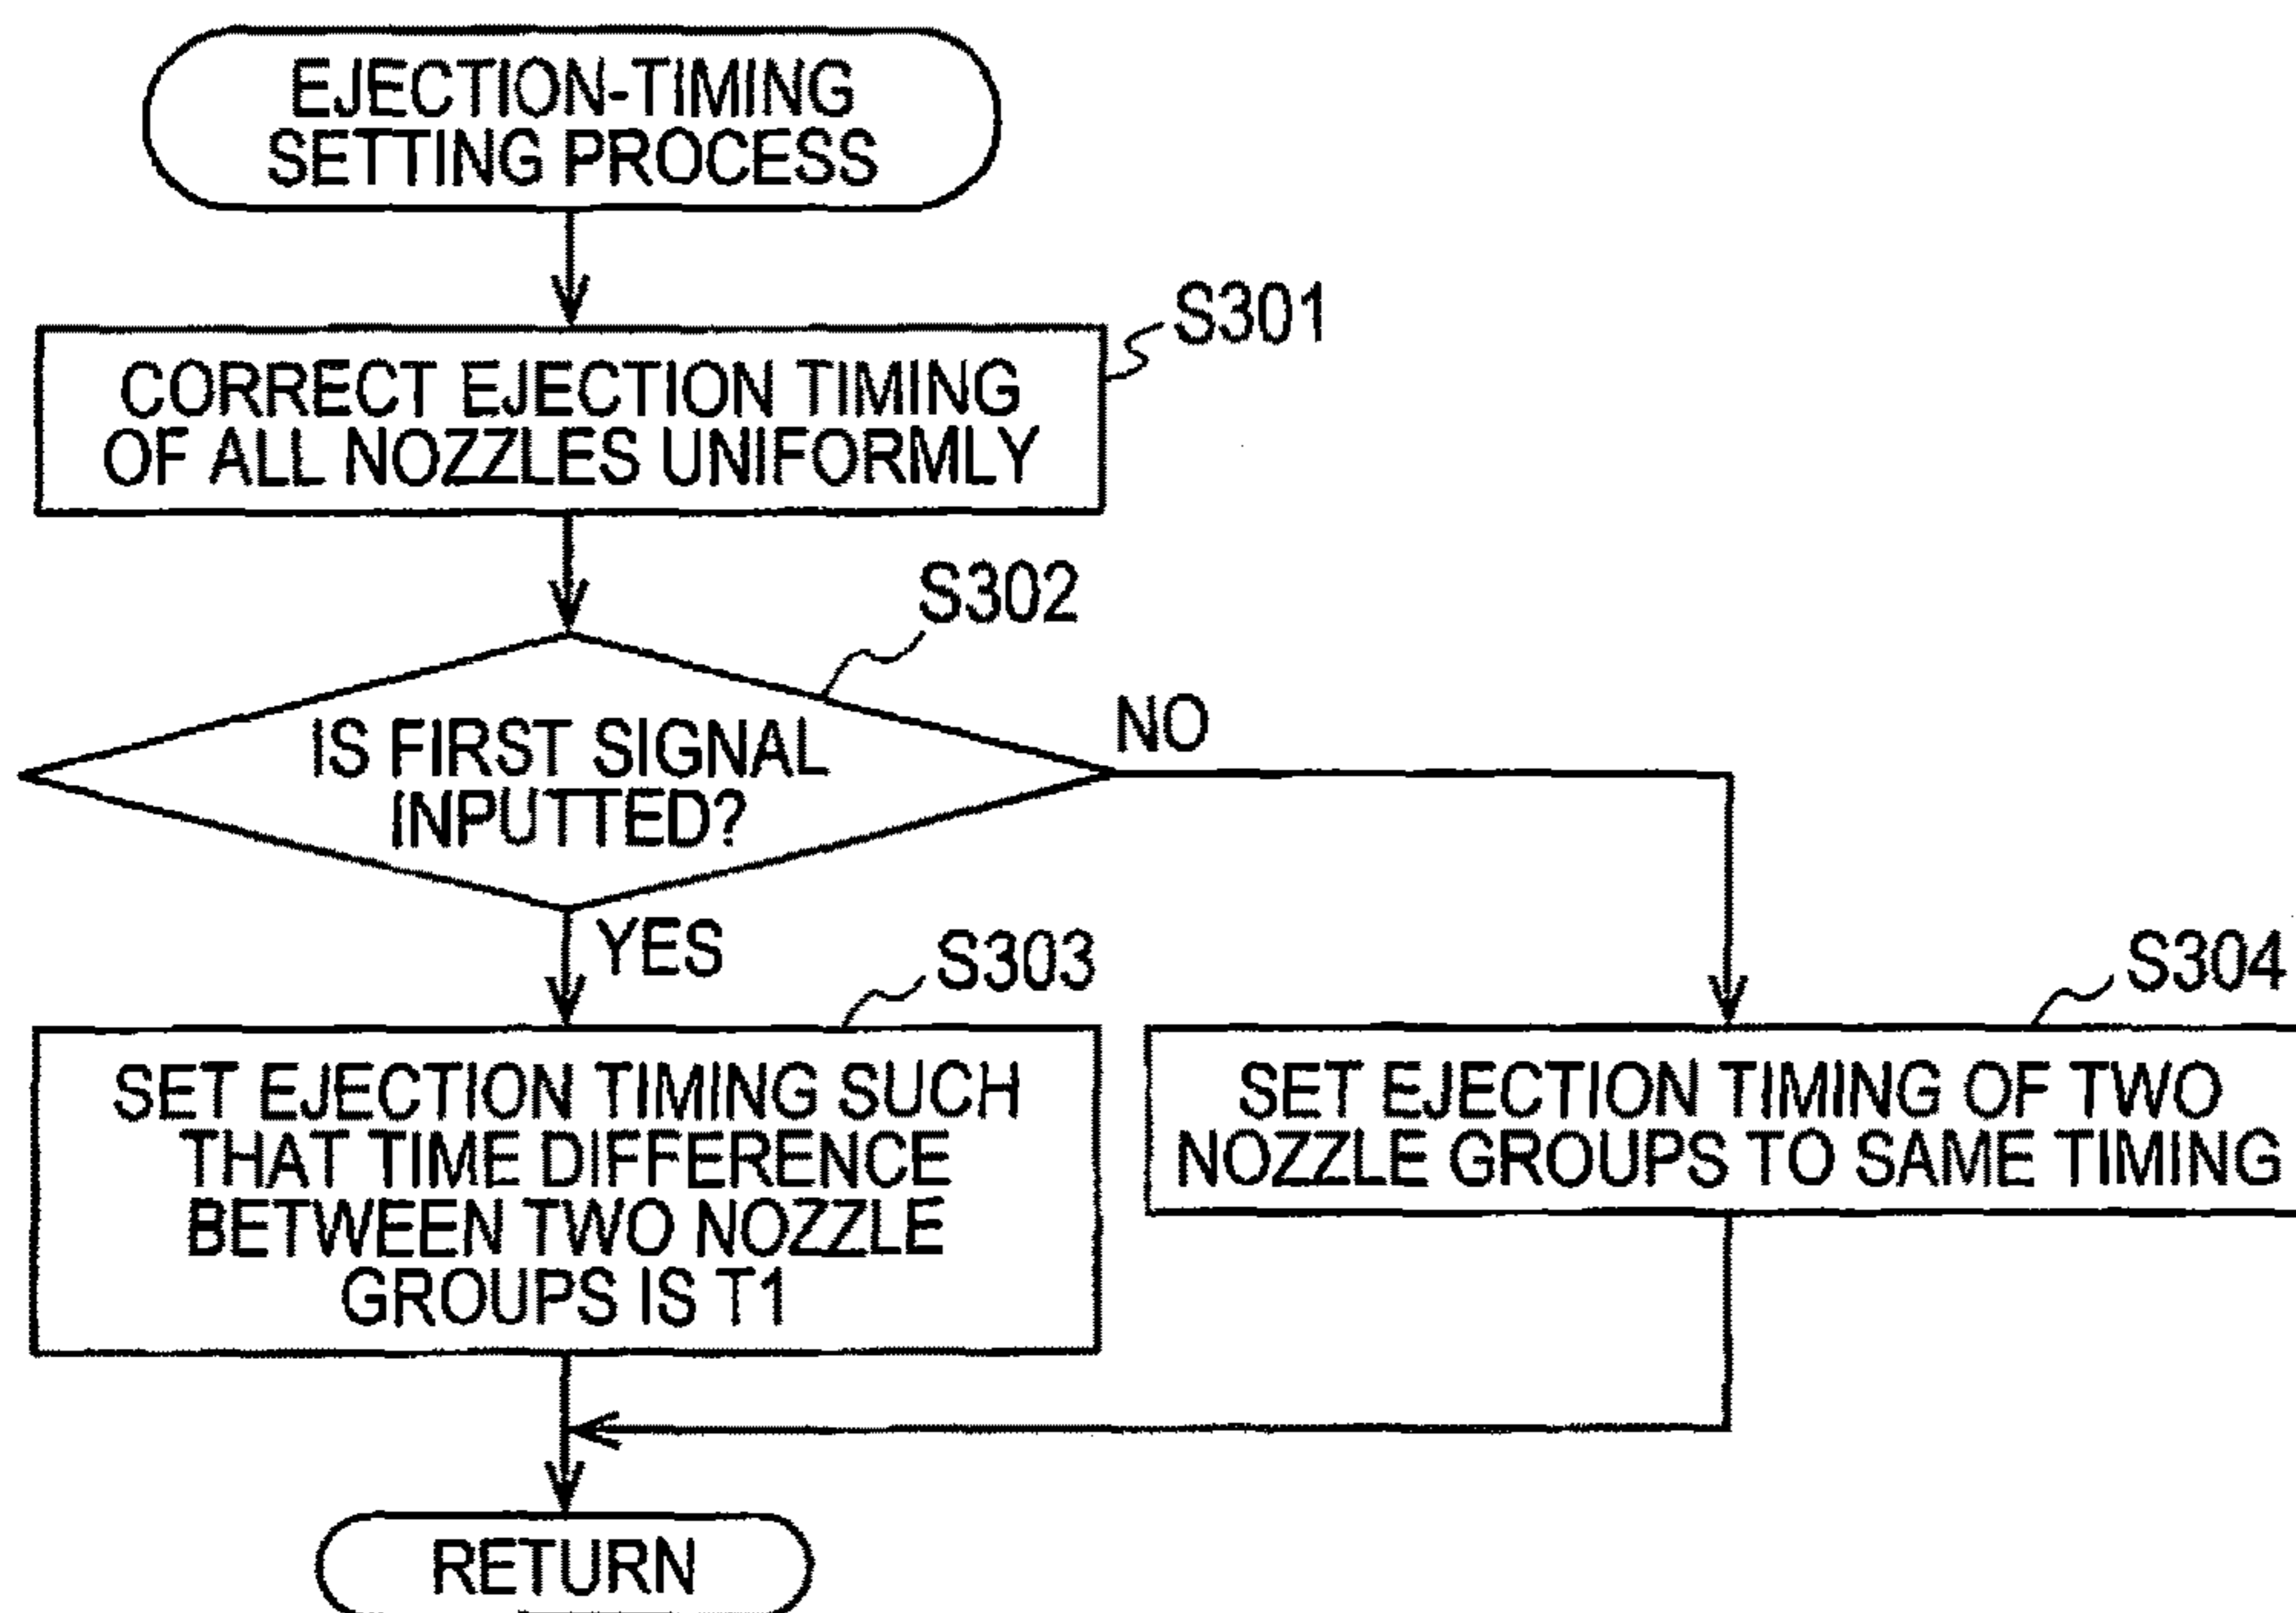 EJECTION-TIMING
SETTING PROCESS
S301
CORRECT EJECTION TIMING
OF ALL NOZZLES UNIFORMLY
S302
IS FIRST SIGNAL
INPUTTED?
NO
YES
S303
SET EJECTION TIMING SUCH
THAT TIME DIFFERENCE
BETWEEN TWO NOZZLE
GROUPS IS T1
S304
SET EJECTION TIMING OF TWO
NOZZLE GROUPS TO SAME TIMING
RETURN